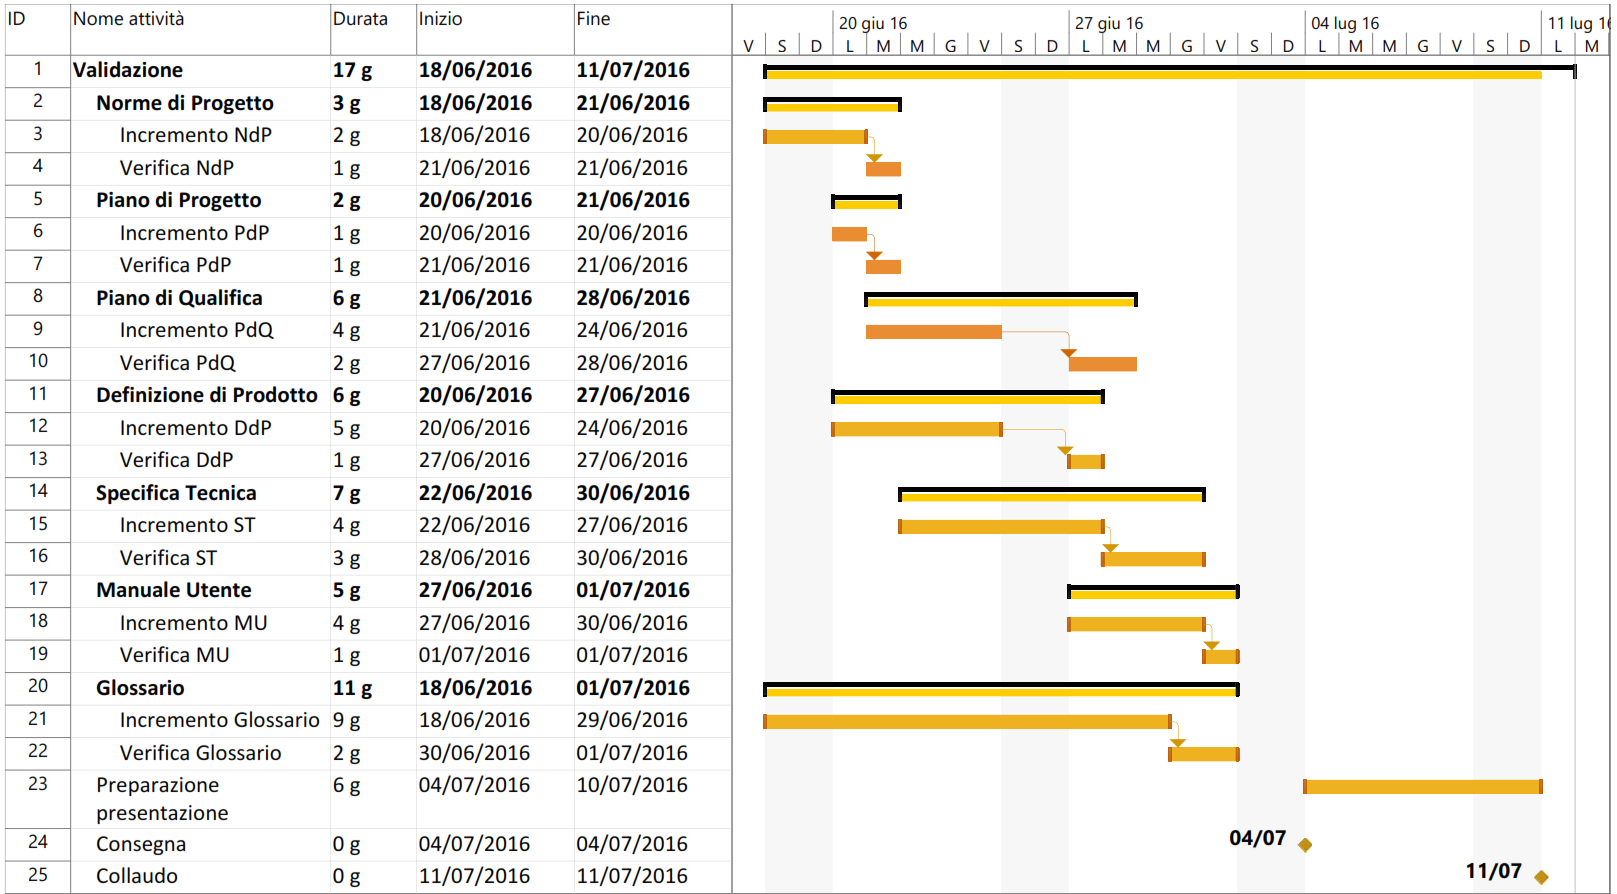 ID Nome attività Durata Inizio Fine
20 giu 16 27 giu 16 04 lug 16 11 lug
V S D L M M G V S D L M M G V S D L M M G V S D L M
1 Validazione 17 g 18/06/2016 11/07/2016
2 Norme di Progetto 3 g 18/06/2016 21/06/2016
3 Incremento NdP 2 g 18/06/2016 20/06/2016
4 Verifica NdP 1 g 21/06/2016 21/06/2016
5 Piano di Progetto 2 g 20/06/2016 21/06/2016
6 Incremento PdP 1 g 20/06/2016 20/06/2016
7 Verifica PdP 1 g 21/06/2016 21/06/2016
8 Piano di Qualifica 6 g 21/06/2016 28/06/2016
9 Incremento PdQ 4 g 21/06/2016 24/06/2016
10 Verifica PdQ 2 g 27/06/2016 28/06/2016
11 Definizione di Prodotto 6 g 20/06/2016 27/06/2016
12 Incremento DdP 5 g 20/06/2016 24/06/2016
13 Verifica DdP 1 g 27/06/2016 27/06/2016
14 Specifica Tecnica 7 g 22/06/2016 30/06/2016
15 Incremento ST 4 g 22/06/2016 27/06/2016
16 Verifica ST 3 g 28/06/2016 30/06/2016
17 Manuale Utente 5 g 27/06/2016 01/07/2016
18 Incremento MU 4 g 27/06/2016 30/06/2016
19 Verifica MU 1 g 01/07/2016 01/07/2016
20 Glossario 11 g 18/06/2016 01/07/2016
21 Incremento Glossario 9 g 18/06/2016 29/06/2016
22 Verifica Glossario 2 g 30/06/2016 01/07/2016
23 Preparazione 6 g 04/07/2016 10/07/2016
presentazione
24 Consegna 0 g 04/07/2016 04/07/2016 04/07
25 Collaudo 0 g 11/07/2016 11/07/2016 11/07